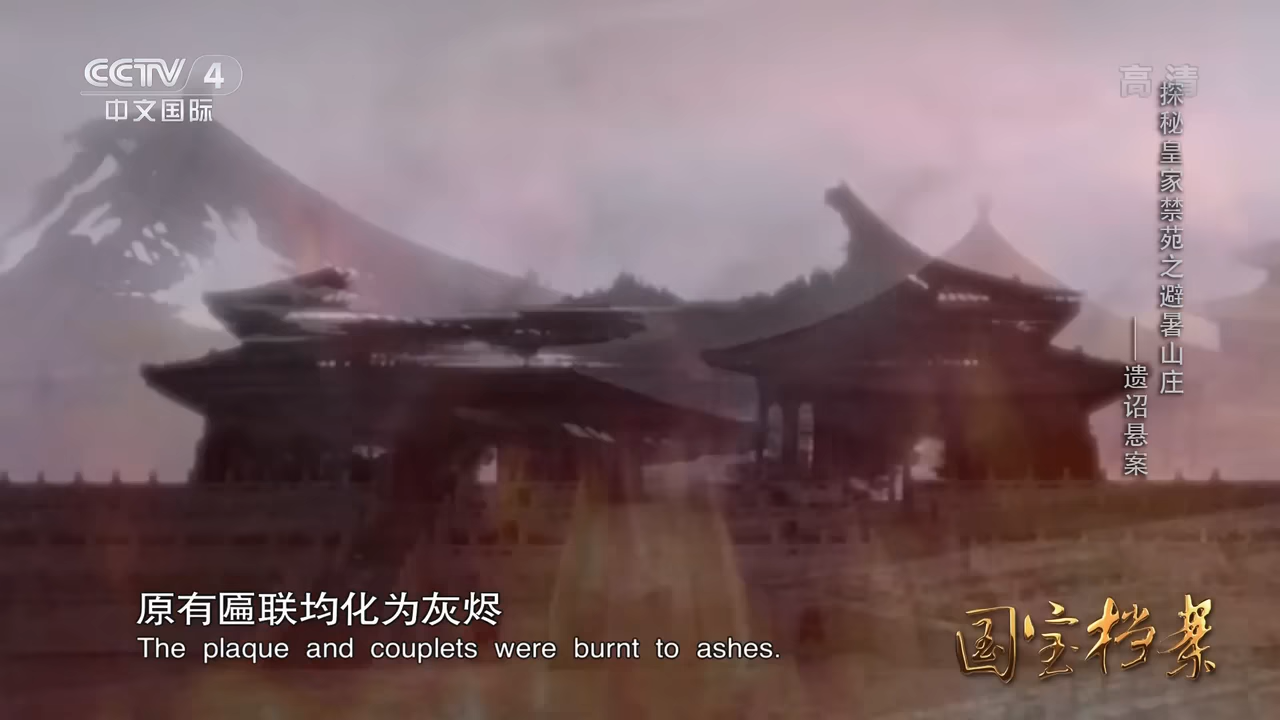 CCTV 4
中文国际
高清
探秘皇家禁苑之避暑山庄
——遗诏悬案
原有匾联均化为灰烬
The plaque and couplets were burnt to ashes.
国宝档案